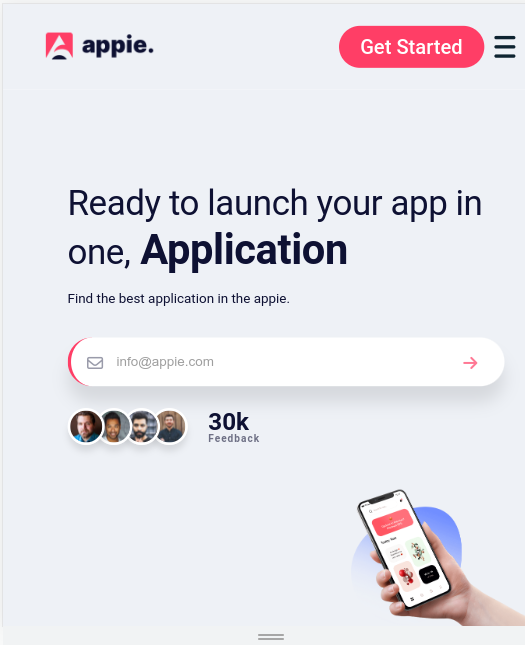 appie.
Get Started
Ready to launch your app in
one, Application
Find the best application in the appie.
info@appie.com
30k
Feedback